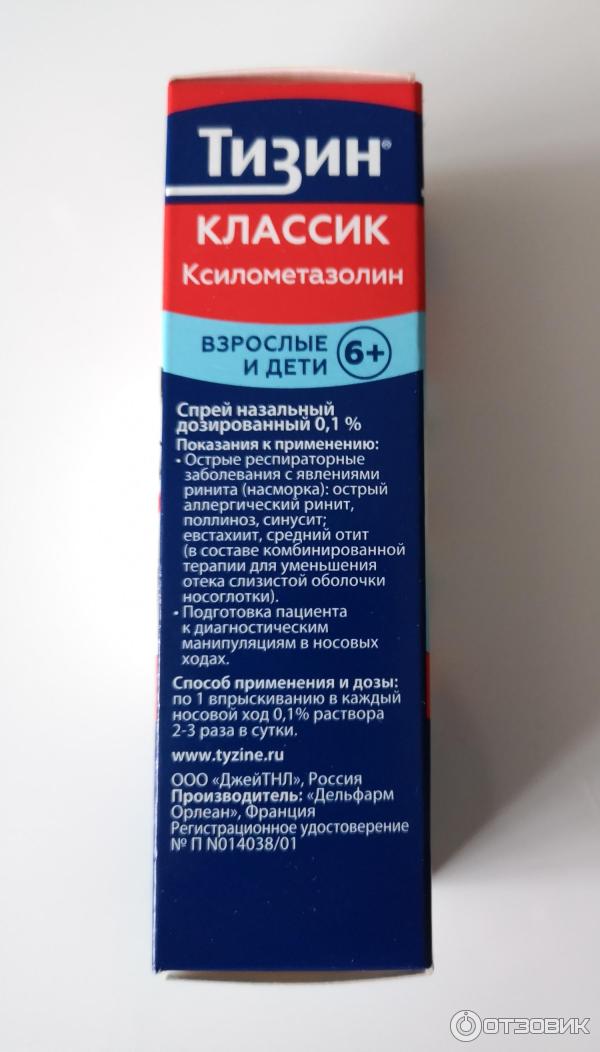 Тизин®
КЛАССИК
Ксилометазолин
ВЗРОСЛЫЕ
И ДЕТИ
6+
Спрей назальный
дозированный 0,1 %
Показания к применению:
• Острые респираторные
заболевания с явлениями
ринита (насморка): острый
аллергический ринит,
поллиноз, синусит;
евстахиит, средний отит
(в составе комбинированной
терапии для уменьшения
отека слизистой оболочки
носоглотки).
• Подготовка пациента
к диагностическим
манипуляциям в носовых
ходах.
Способ применения и дозы:
по 1 впрыскиванию в каждый
носовой ход 0,1% раствора
2-3 раза в сутки.
www.tyzine.ru
ООО «ДжейТНЛ», Россия
Производитель: «Дельфарм
Орлеан», Франция
Регистрационное удостоверение
№ П N014038/01
ОТЗОВИК